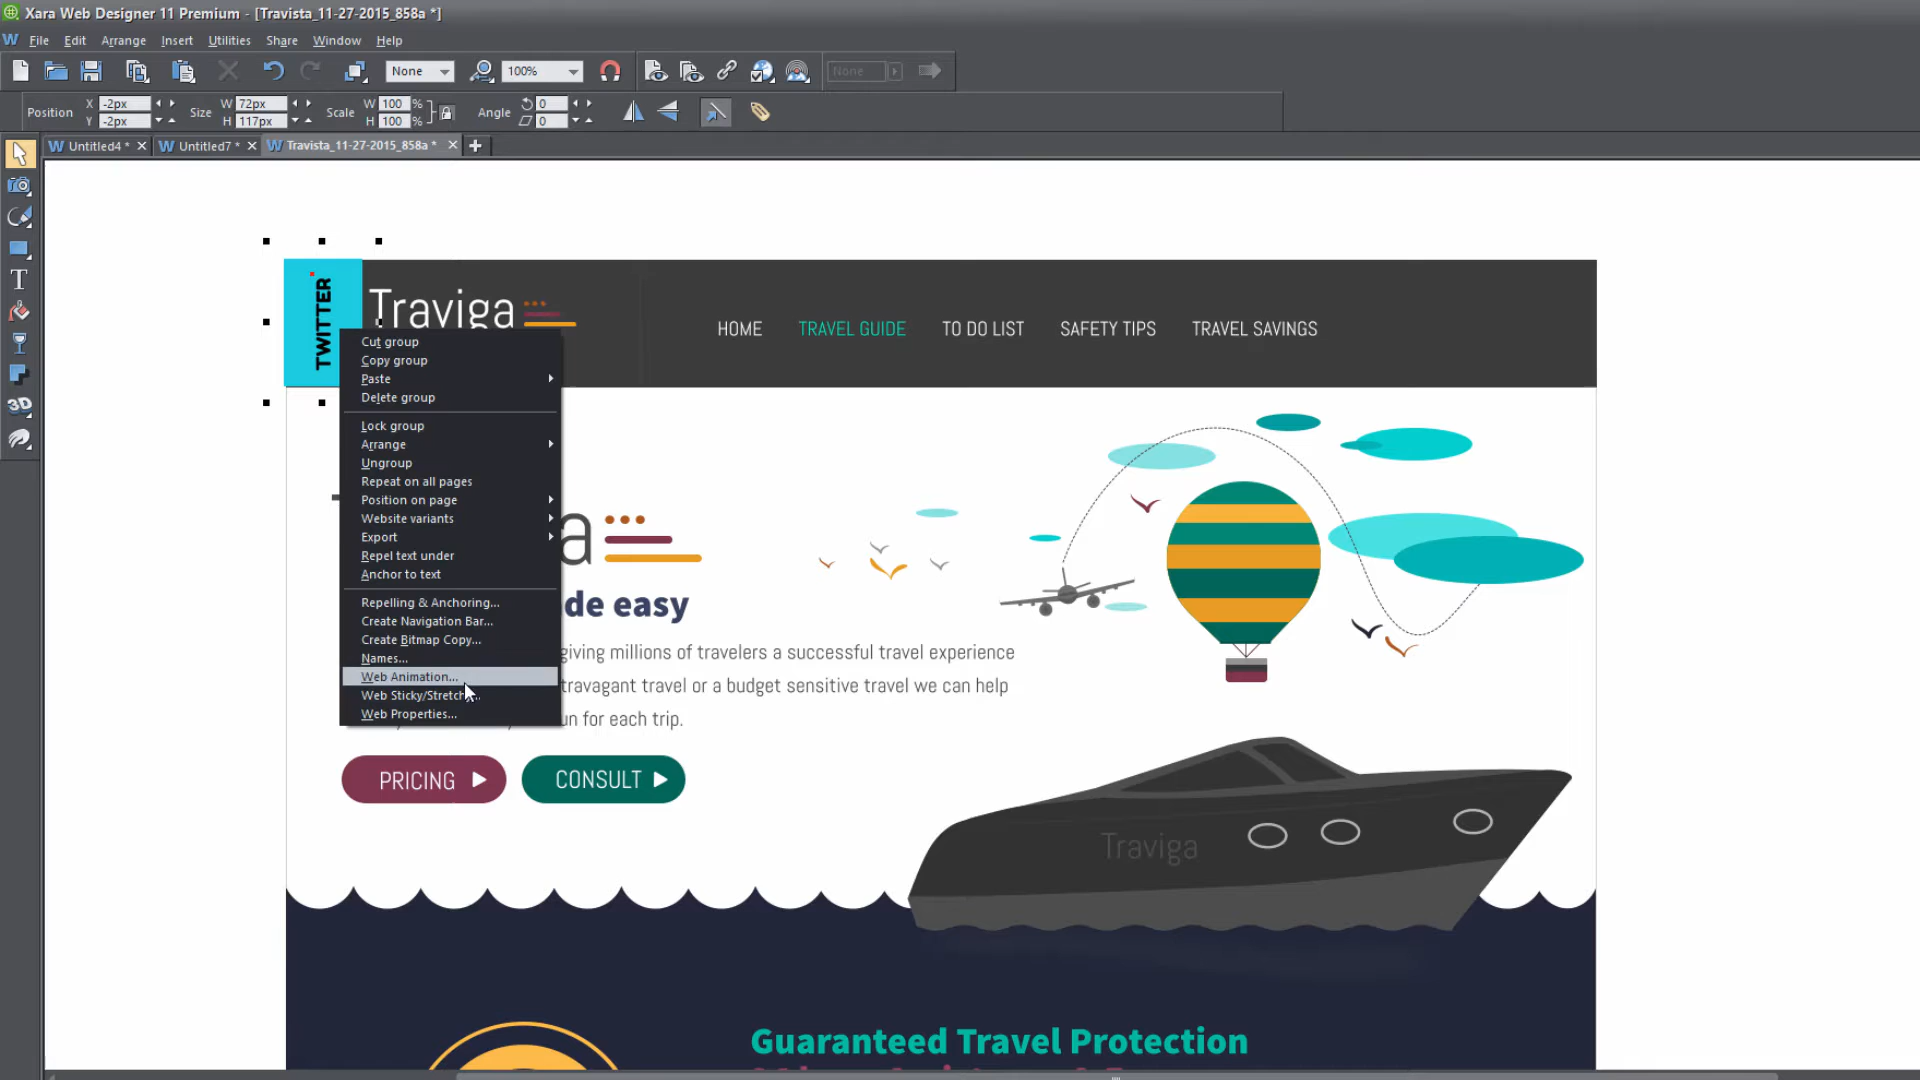 Xara Web Designer 11 Premium - [Travista_11-27-2015_858a *]
File Edit Arrange Insert Utilities Share Window Help
None 100% None
Position X -2px Y -2px Size W 72px H 117px Scale W 100 % H 100 % Angle 0 0
Untitled4 * Untitled7 * Travista_11-27-2015_858a *
T
3D
TWITTER
Traviga
HOME TRAVEL GUIDE TO DO LIST SAFETY TIPS TRAVEL SAVINGS
Cut group
Copy group
Paste
Delete group
Lock group
Arrange
Ungroup
Repeat on all pages
Position on page
Website variants
Export
Repel text under
Anchor to text
Repelling & Anchoring...
Create Navigation Bar...
Create Bitmap Copy...
Names...
Web Animation...
Web Sticky/Stretch
Web Properties...
a
de easy
giving millions of travelers a successful travel experience
travagant travel or a budget sensitive travel we can help
un for each trip.
PRICING CONSULT
Traviga
Guaranteed Travel Protection